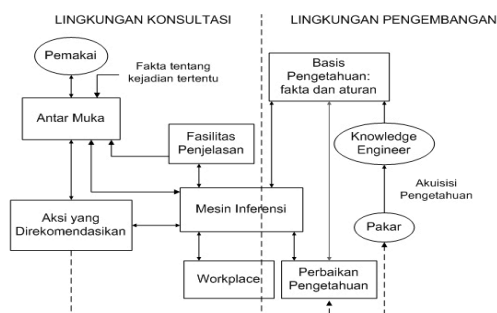 LINGKUNGAN KONSULTASI
LINGKUNGAN PENGEMBANGAN
Pemakai
Fakta tentang
kejadian tertentu
Antar Muka
Fasilitas
Penjelasan
Aksi yang
Direkomendasikan
Mesin Inferensi
Workplace
Basis
Pengetahuan:
fakta dan aturan
Knowledge
Engineer
Akuisisi
Pengetahuan
Pakar
Perbaikan
Pengetahuan